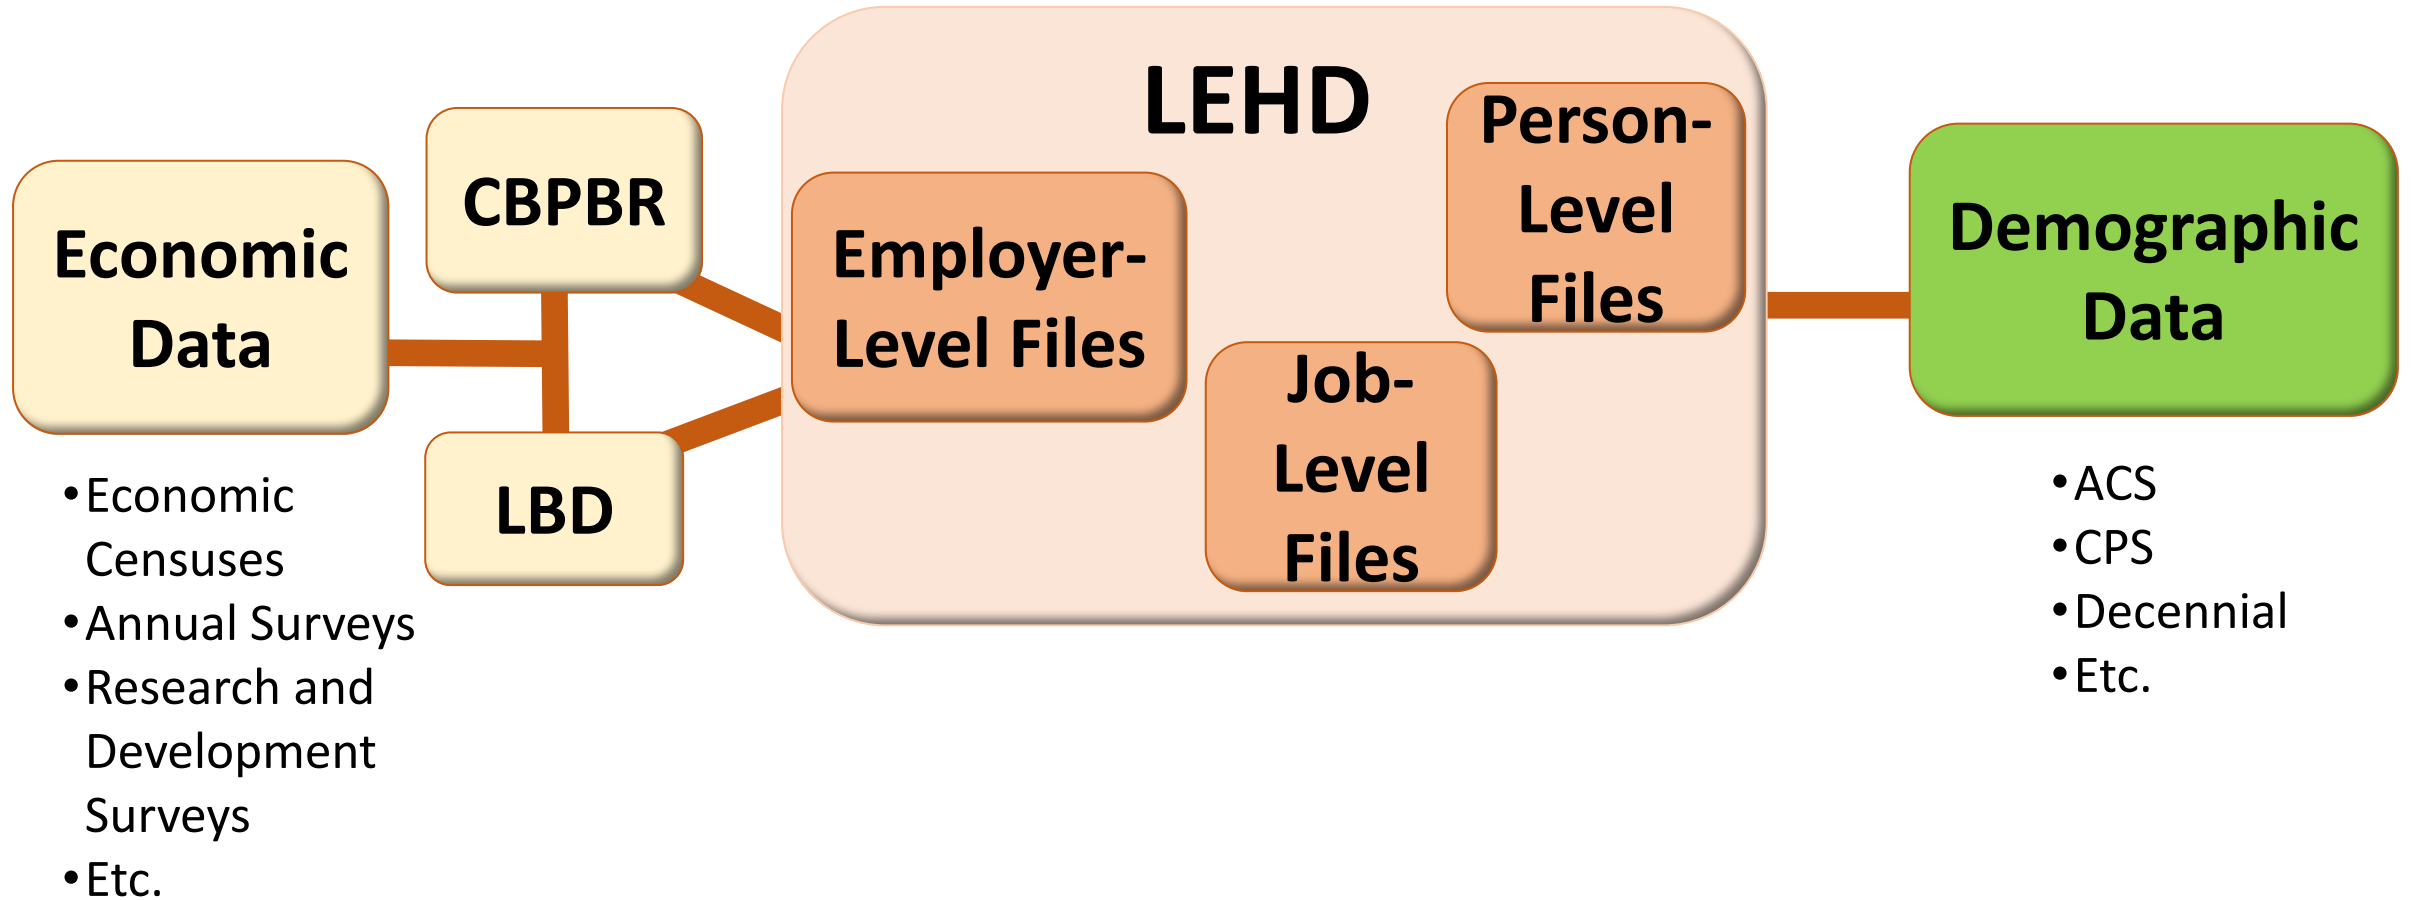 LEHD
Economic
Data
CBPBR
LBD
Employer-
Level Files
Job-
Level
Files
Person-
Level
Files
Demographic
Data
•Economic
Censuses
•Annual Surveys
•Research and
Development
Surveys
•Etc.
•ACS
•CPS
•Decennial
•Etc.